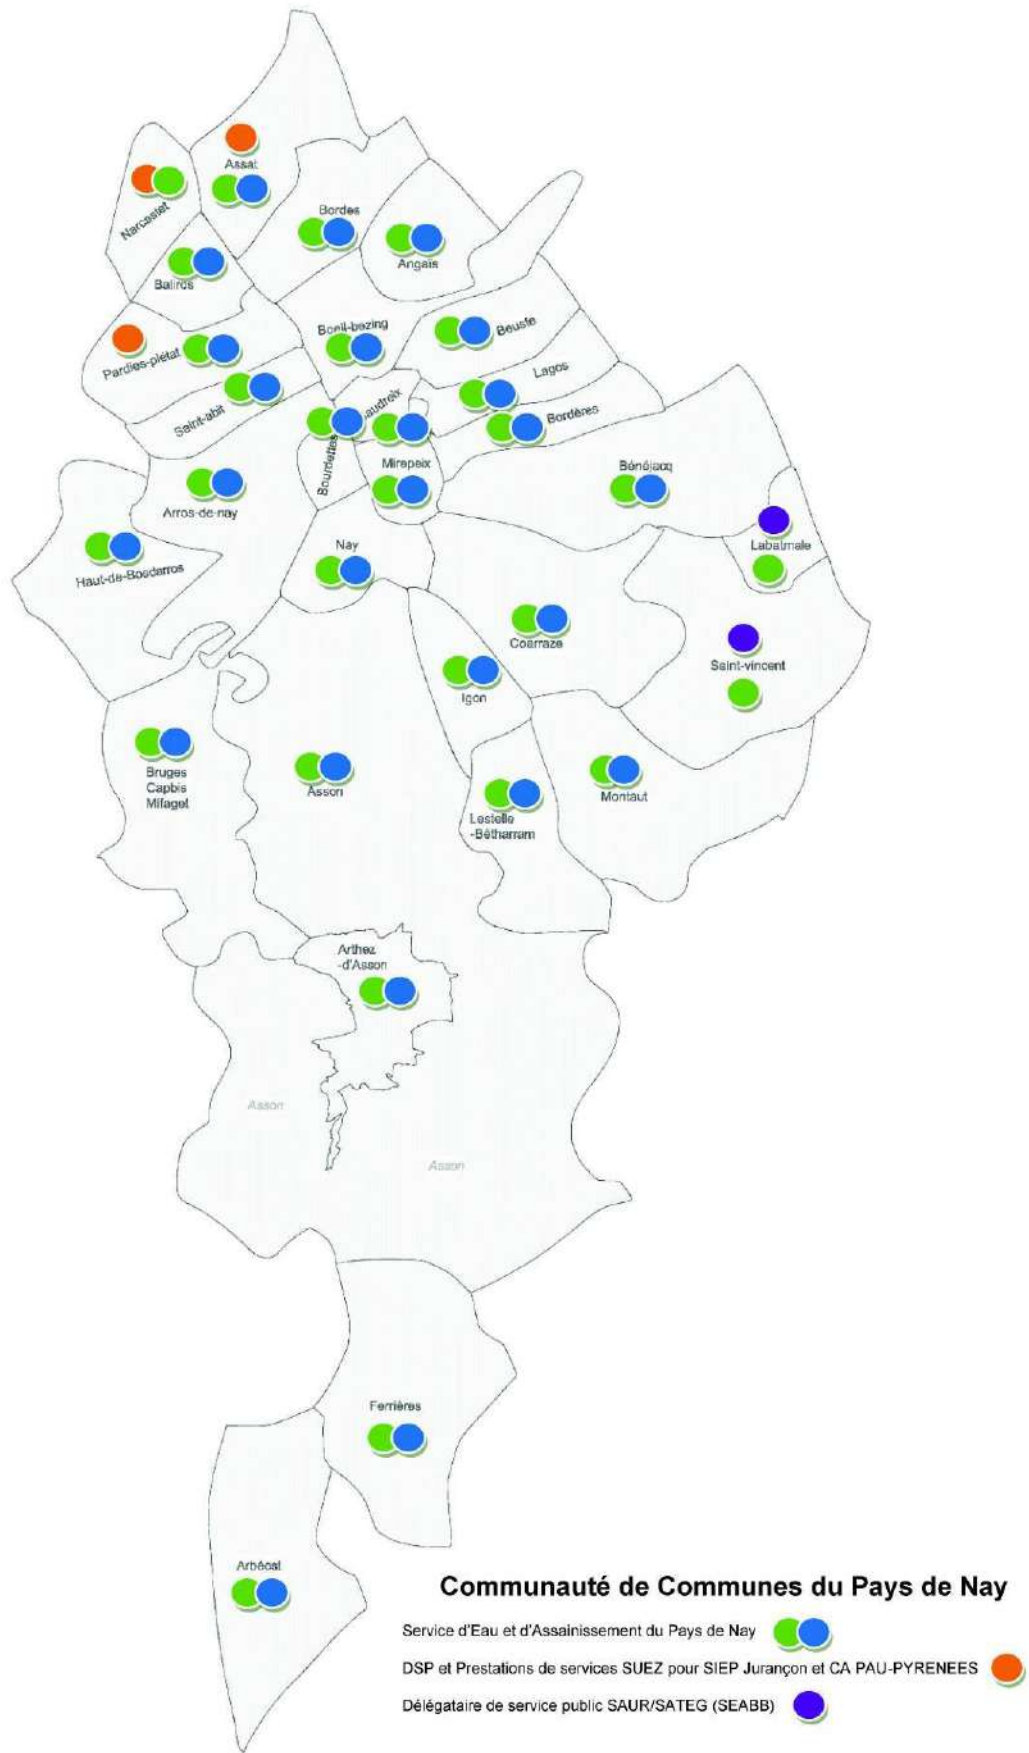 Assat
Narcastet
Bordes
Angaïs
Baliros
Boeil-bezing
Beuste
Pardies-piétat
Lagos
Saint-abit
Bordères
Bourdettes
Mirepeix
Bénéjacq
Arros-de-nay
Labatmale
Nay
Haut-de-Bosdarros
Coarraze
Saint-vincent
Igon
Bruges
Capbis
Mifaget
Asson
Montaut
Lestelle
-Bétharram
Arthez
-d'Asson
Asson
Asson
Ferrières
Arbéost
Communauté de Communes du Pays de Nay
Service d'Eau et d'Assainissement du Pays de Nay
DSP et Prestations de services SUEZ pour SIEP Jurançon et CA PAU-PYRENEES
Délégataire de service public SAUR/SATEG (SEABB)